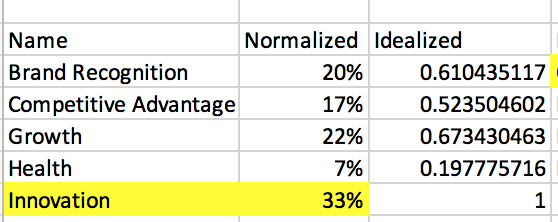 Name Normalized Idealized
Brand Recognition 20% 0.610435117
Competitive Advantage 17% 0.523504602
Growth 22% 0.673430463
Health 7% 0.197775716
Innovation 33% 1